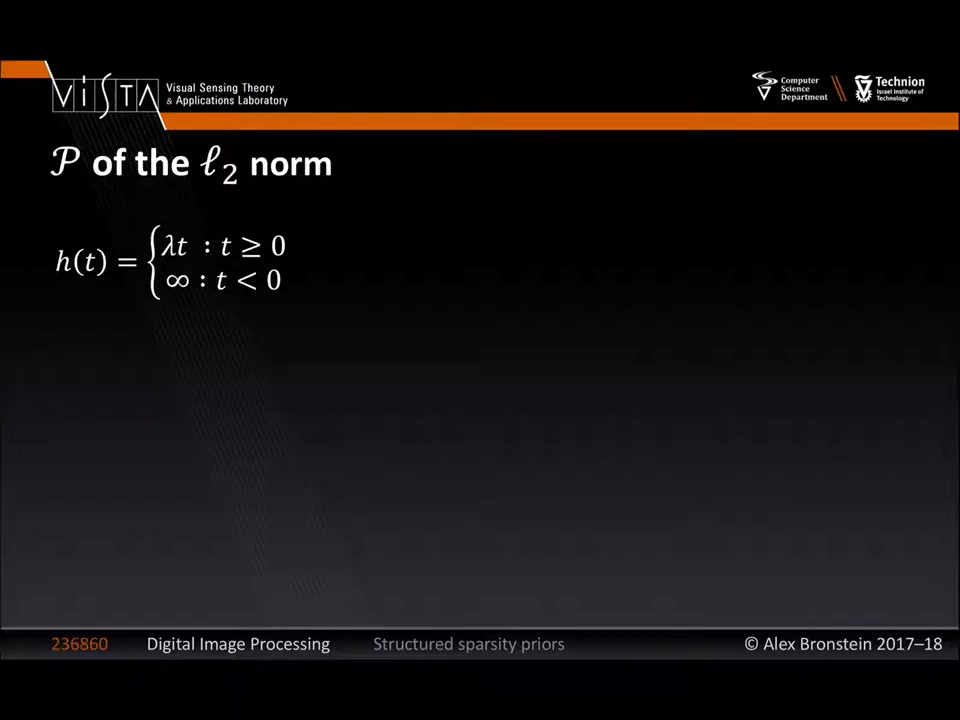 ViSTA Visual Sensing Theory
& Applications Laboratory
Computer
Science
Department
Technion
Israel Institute of
Technology
𝒫 of the ℓ₂ norm
h(t) = {λt : t ≥ 0
∞ : t < 0
236860 Digital Image Processing Structured sparsity priors © Alex Bronstein 2017–18